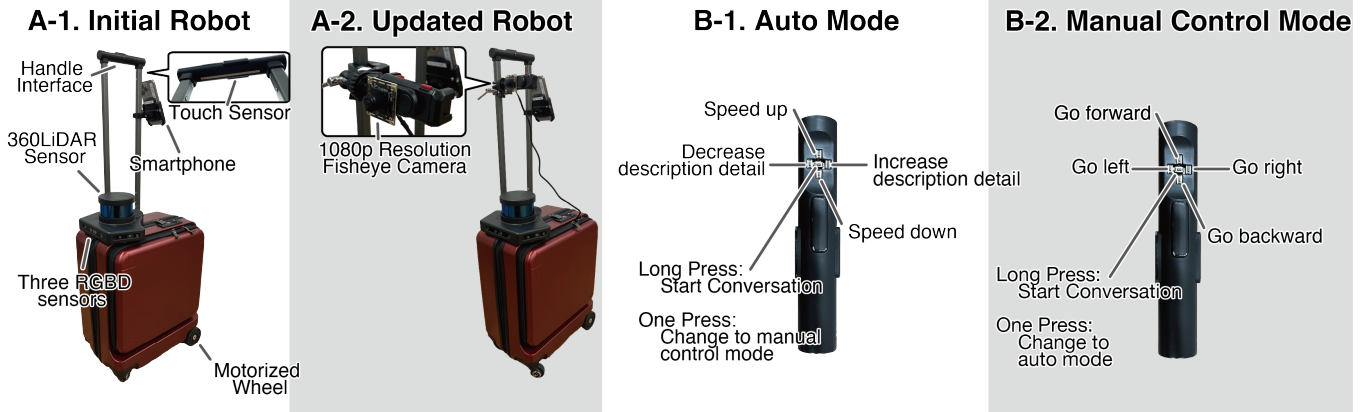 A-1. Initial Robot
Handle
Interface
Touch Sensor
360LiDAR
Sensor
Smartphone
Three RGBD
sensors
Motorized
Wheel
A-2. Updated Robot
1080p Resolution
Fisheye Camera
B-1. Auto Mode
Speed up
Decrease
description detail
Increase
description detail
Speed down
Long Press:
Start Conversation
One Press:
Change to manual
control mode
B-2. Manual Control Mode
Go forward
Go left
Go right
Go backward
Long Press:
Start Conversation
One Press:
Change to
auto mode